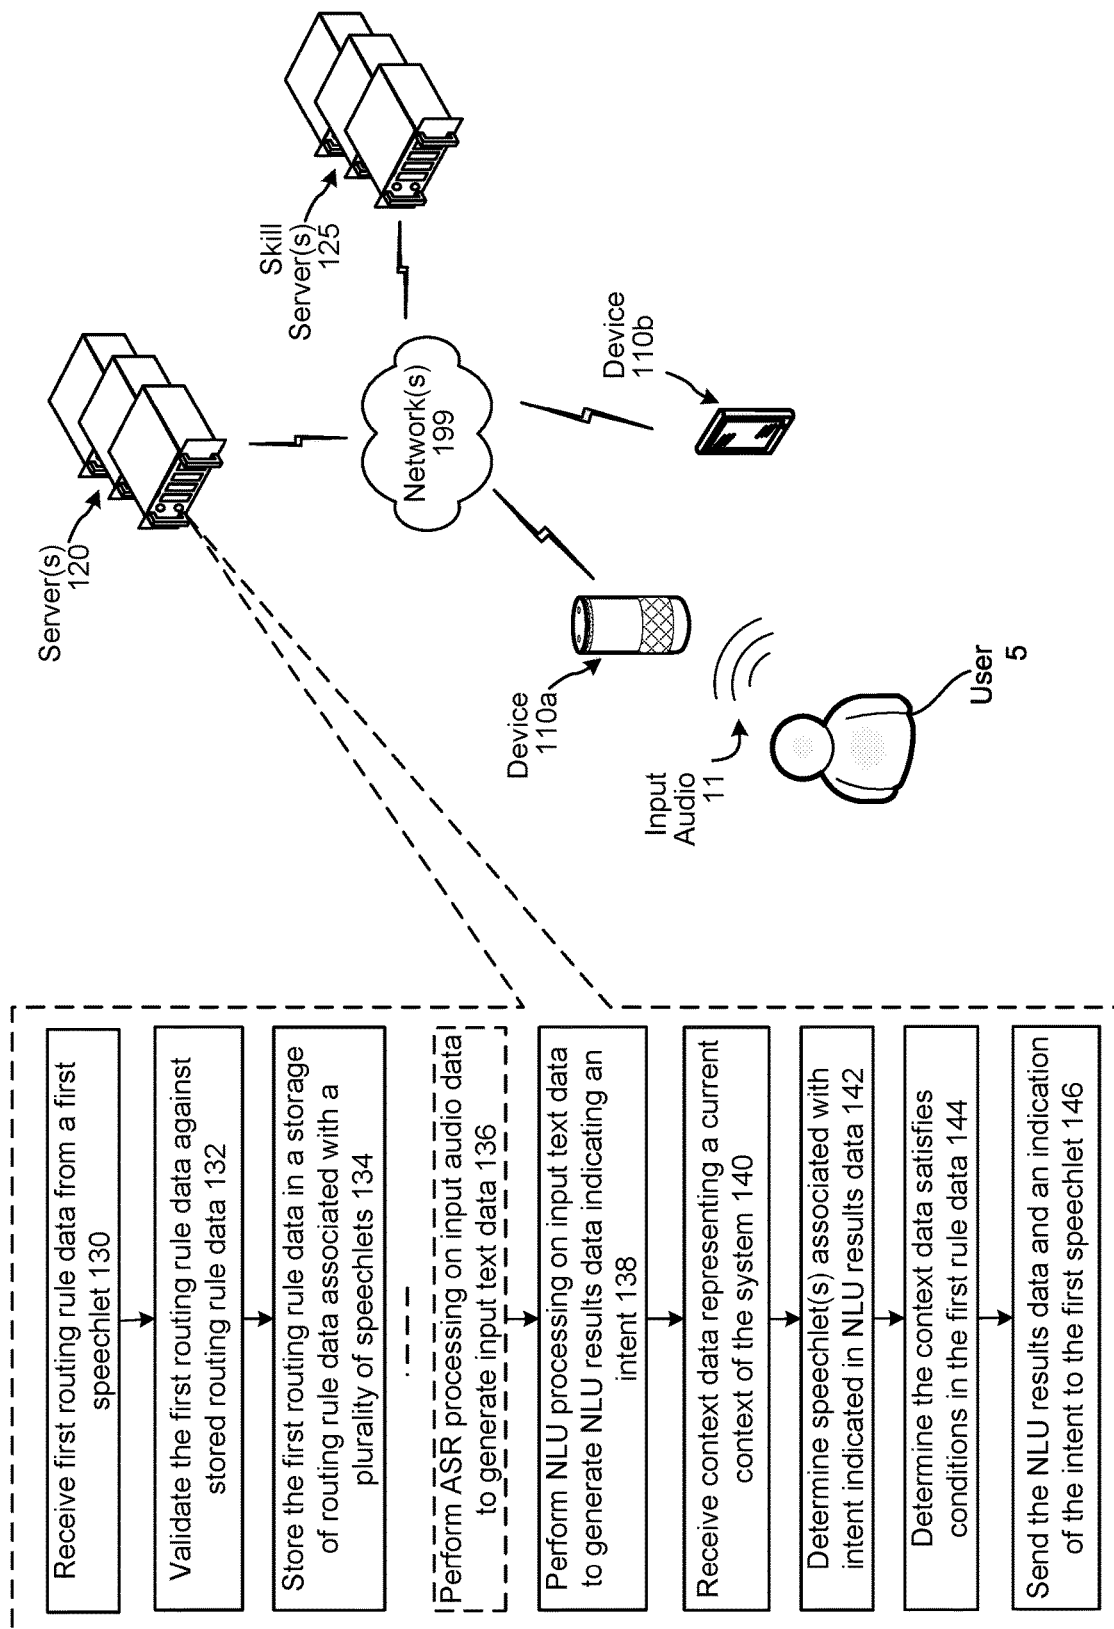 Receive first routing rule data from a first
speechlet 130
Validate the first routing rule data against
stored routing rule data 132
Store the first routing rule data in a storage
of routing rule data associated with a
plurality of speechlets 134
Perform ASR processing on input audio data
to generate input text data 136
Perform NLU processing on input text data
to generate NLU results data indicating an
intent 138
Receive context data representing a current
context of the system 140
Determine speechlet(s) associated with
intent indicated in NLU results data 142
Determine the context data satisfies
conditions in the first rule data 144
Send the NLU results data and an indication
of the intent to the first speechlet 146
Server(s)
120
Skill
Server(s)
125
Network(s)
199
Device
110a
Device
110b
Input
Audio
11
User
5